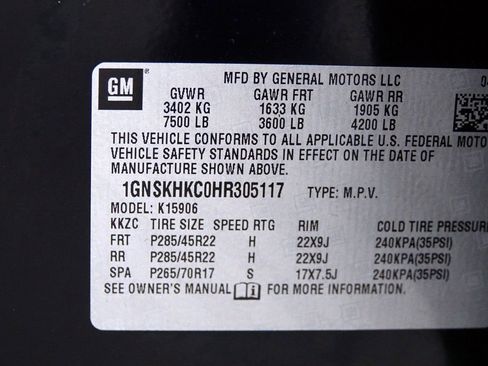 GM ® MFD BY GENERAL MOTORS LLC
GVWR GAWR FRT GAWR RR
3402 KG 1633 KG 1905 KG
7500 LB 3600 LB 4200 LB
THIS VEHICLE CONFORMS TO ALL APPLICABLE U.S. FEDERAL MOTOR
VEHICLE SAFETY STANDARDS IN EFFECT ON THE DATE OF
MANUFACTURE SHOWN ABOVE.
1GNSKHKC0HR305117 TYPE: M.P.V.
MODEL: K15906
KKZC TIRE SIZE SPEED RTG RIM COLD TIRE PRESSURE
FRT P285/45R22 H 22X9J 240KPA(35PSI)
RR P285/45R22 H 22X9J 240KPA(35PSI)
SPA P265/70R17 S 17X7.5J 240KPA(35PSI)
SEE OWNER'S MANUAL FOR MORE INFORMATION.